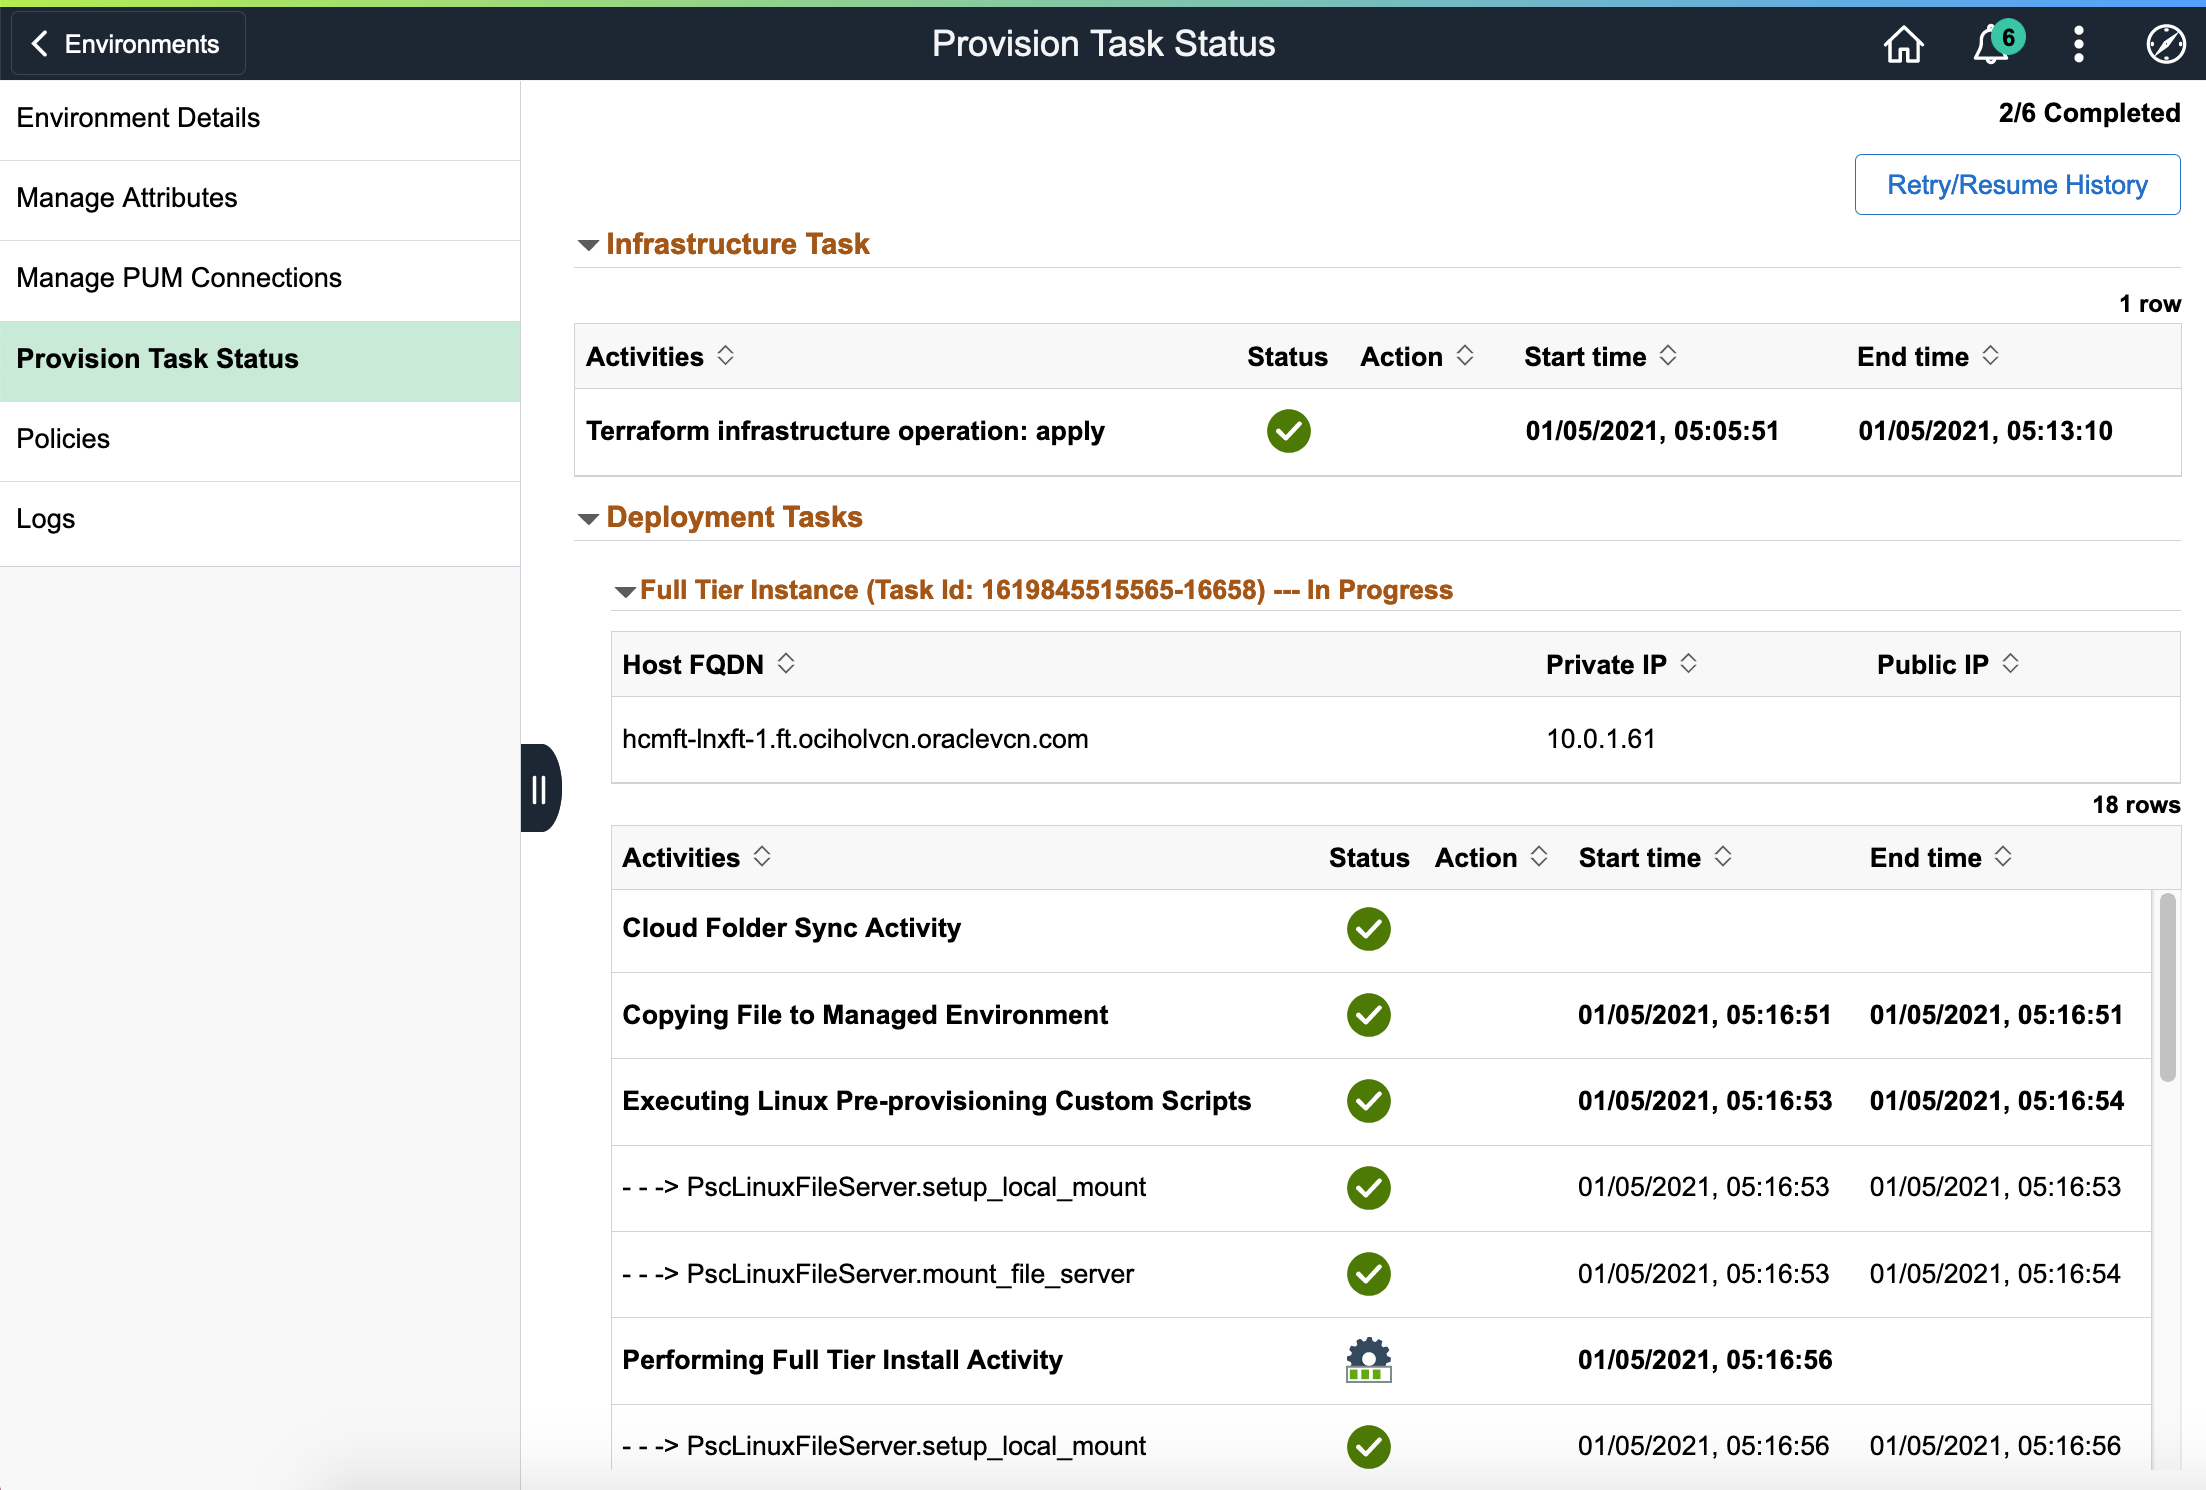 Environments
Provision Task Status
6
Environment Details
Manage Attributes
Manage PUM Connections
Provision Task Status
Policies
Logs
2/6 Completed
Retry/Resume History
Infrastructure Task
1 row
Activities Status Action Start time End time
Terraform infrastructure operation: apply 01/05/2021, 05:05:51 01/05/2021, 05:13:10
Deployment Tasks
Full Tier Instance (Task Id: 1619845515565-16658) --- In Progress
Host FQDN Private IP Public IP
hcmft-lnxft-1.ft.ociholvcn.oraclevcn.com 10.0.1.61
18 rows
Activities Status Action Start time End time
Cloud Folder Sync Activity
Copying File to Managed Environment 01/05/2021, 05:16:51 01/05/2021, 05:16:51
Executing Linux Pre-provisioning Custom Scripts 01/05/2021, 05:16:53 01/05/2021, 05:16:54
- - -> PscLinuxFileServer.setup_local_mount 01/05/2021, 05:16:53 01/05/2021, 05:16:53
- - -> PscLinuxFileServer.mount_file_server 01/05/2021, 05:16:53 01/05/2021, 05:16:54
Performing Full Tier Install Activity 01/05/2021, 05:16:56
- - -> PscLinuxFileServer.setup_local_mount 01/05/2021, 05:16:56 01/05/2021, 05:16:56